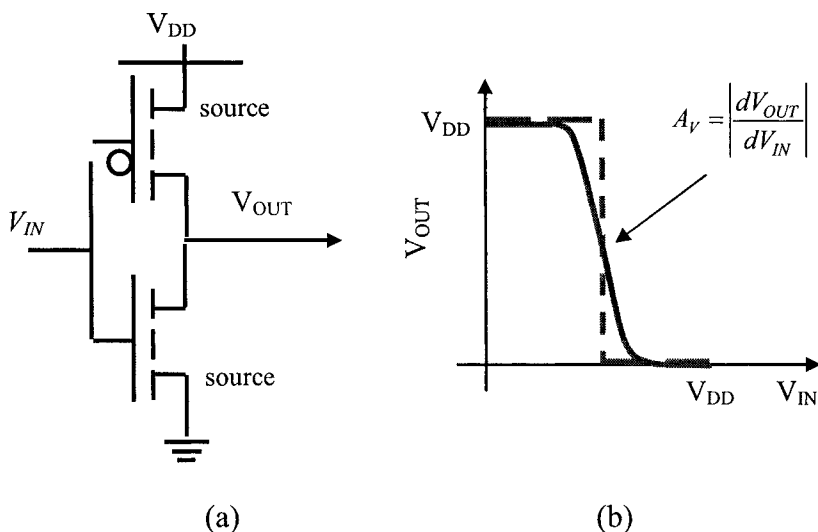 V_DD
source
V_OUT
V_IN
source
(a)
V_DD
V_OUT
A_V = |dV_OUT / dV_IN|
V_DD
V_IN
(b)